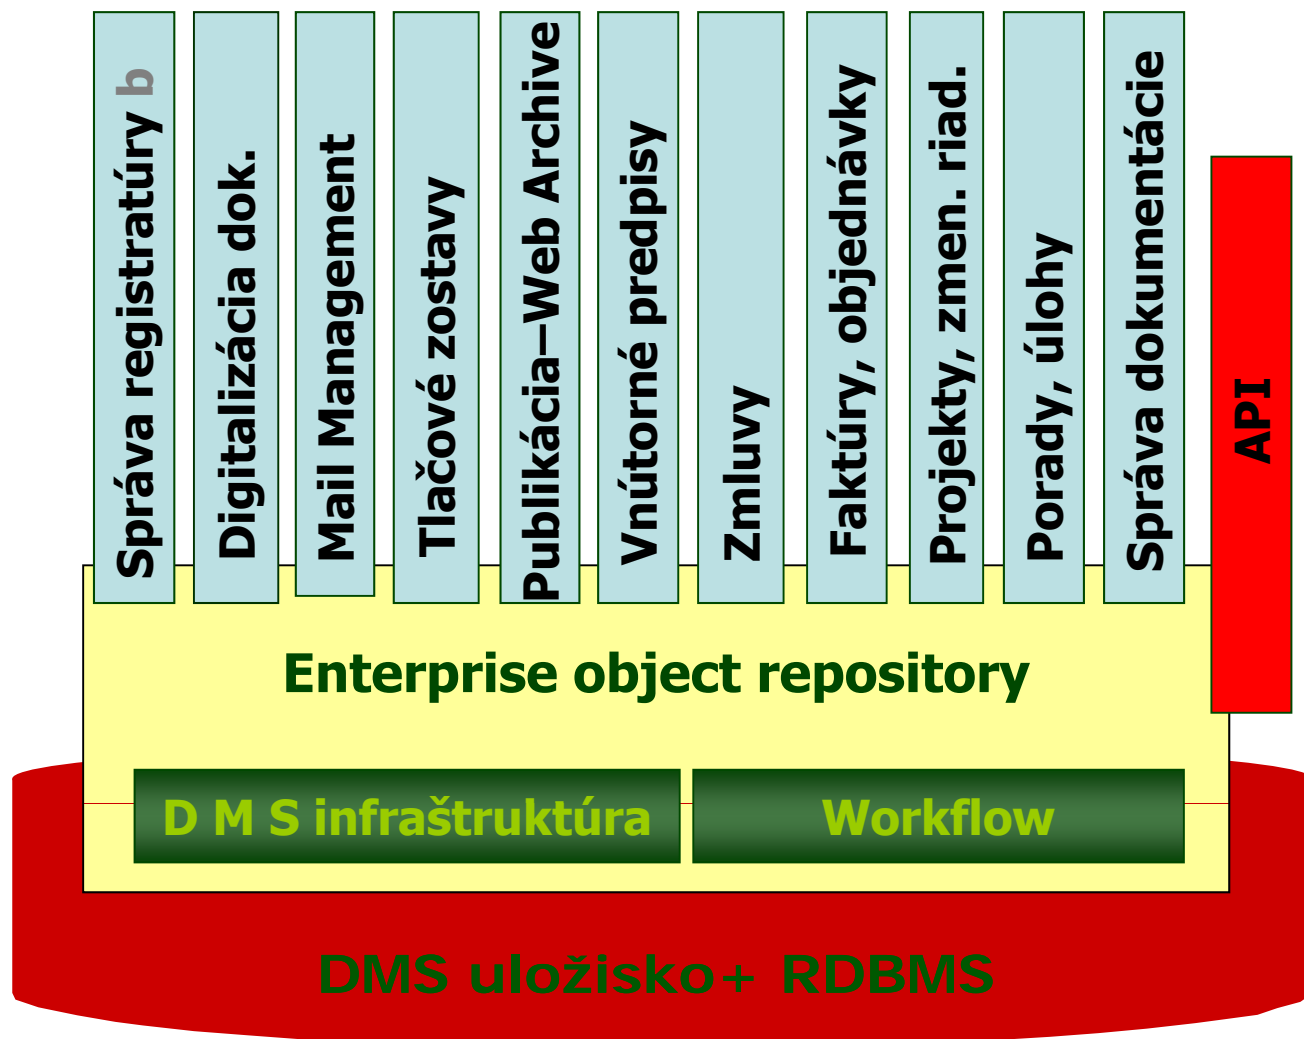 Správa registratúry b
Digitalizácia dok.
Mail Management
Tlačové zostavy
Publikácia–Web Archive
Vnútorné predpisy
Zmluvy
Faktúry, objednávky
Projekty, zmen. riad.
Porady, úlohy
Správa dokumentácie
API
Enterprise object repository
D M S infraštruktúra
Workflow
DMS uložisko+ RDBMS